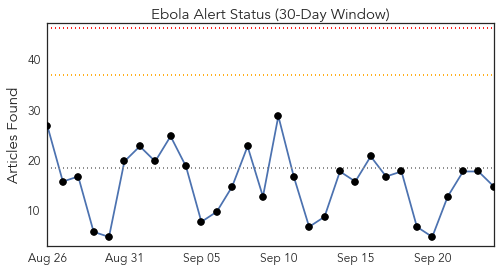 Ebola Alert Status (30-Day Window)
Articles Found
40
30
20
10
Aug 26 Aug 31 Sep 05 Sep 10 Sep 15 Sep 20